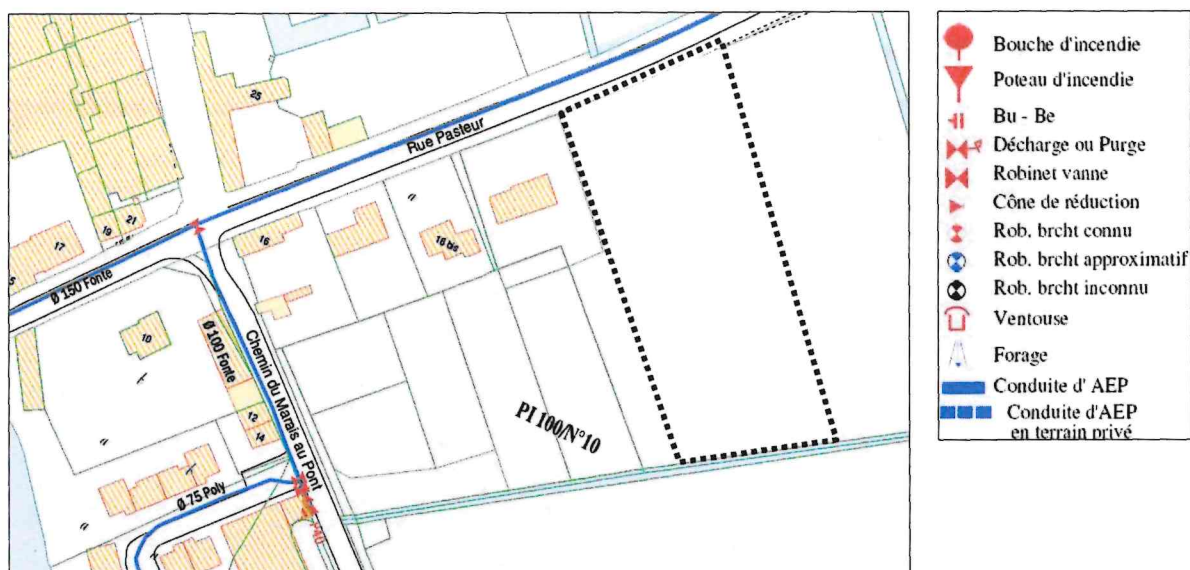 25
Rue Pasteur
19
21
17
16
16 bis
Ø 150 Fonte
10
Ø 100 Fonte
Chemin du Marais au Pont
12
14
PI 100/N°10
Ø 75 Poly
Bouche d'incendie
Poteau d'incendie
Bu - Be
Décharge ou Purge
Robinet vanne
Cône de réduction
Rob. brcht connu
Rob. brcht approximatif
Rob. brcht inconnu
Ventouse
Forage
Conduite d' AEP
Conduite d'AEP
en terrain privé